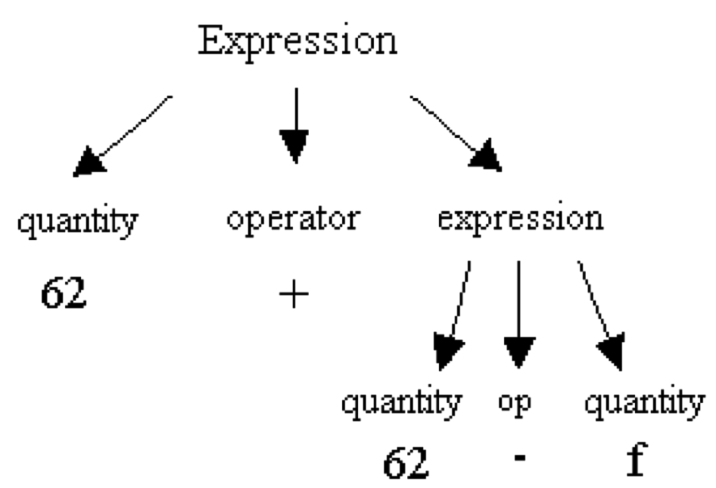 Expression
quantity operator expression
62 +
quantity op quantity
62 - f